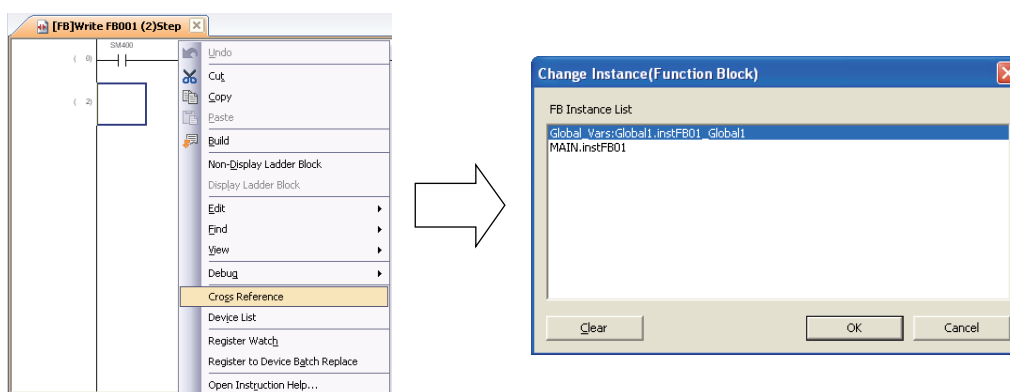 [FB]Write FB001 (2)Step
SM400
( 0)
( 2)
Undo
Cut
Copy
Paste
Build
Non-Display Ladder Block
Display Ladder Block
Edit
Find
View
Debug
Cross Reference
Device List
Register Watch
Register to Device Batch Replace
Open Instruction Help...
Change Instance(Function Block)
FB Instance List
Global_Vars:Global1.instFB01_Global1
MAIN.instFB01
Clear
OK
Cancel